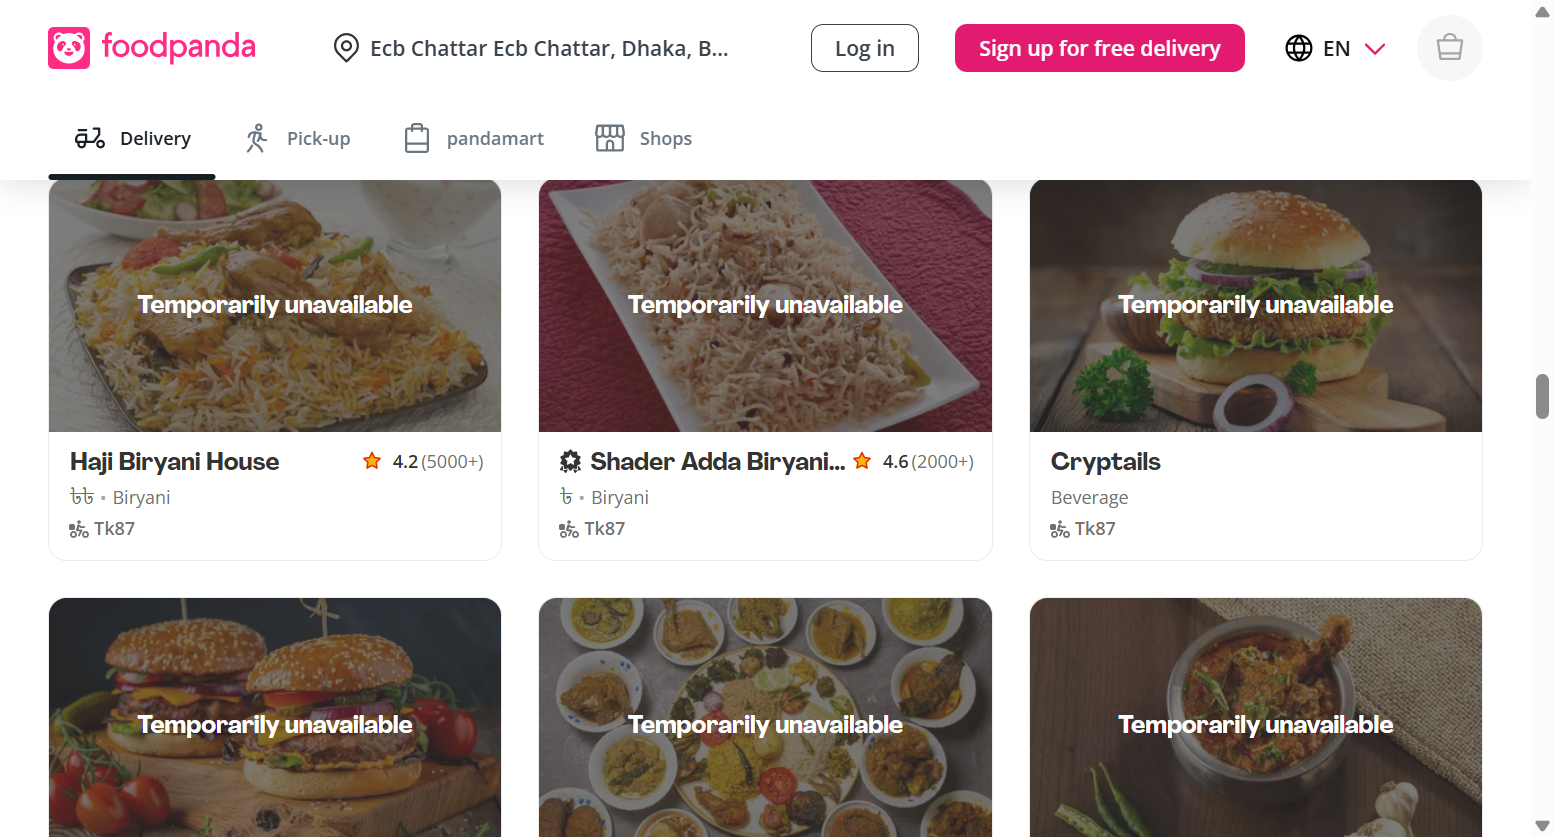 foodpanda
Ecb Chattar Ecb Chattar, Dhaka, B...
Log in
Sign up for free delivery
EN
Delivery
Pick-up
pandamart
Shops
Temporarily unavailable
Temporarily unavailable
Temporarily unavailable
Haji Biryani House 4.2 (5000+)
৳৳ • Biryani
Tk87
Shader Adda Biryani... 4.6 (2000+)
৳ • Biryani
Tk87
Cryptails
Beverage
Tk87
Temporarily unavailable
Temporarily unavailable
Temporarily unavailable